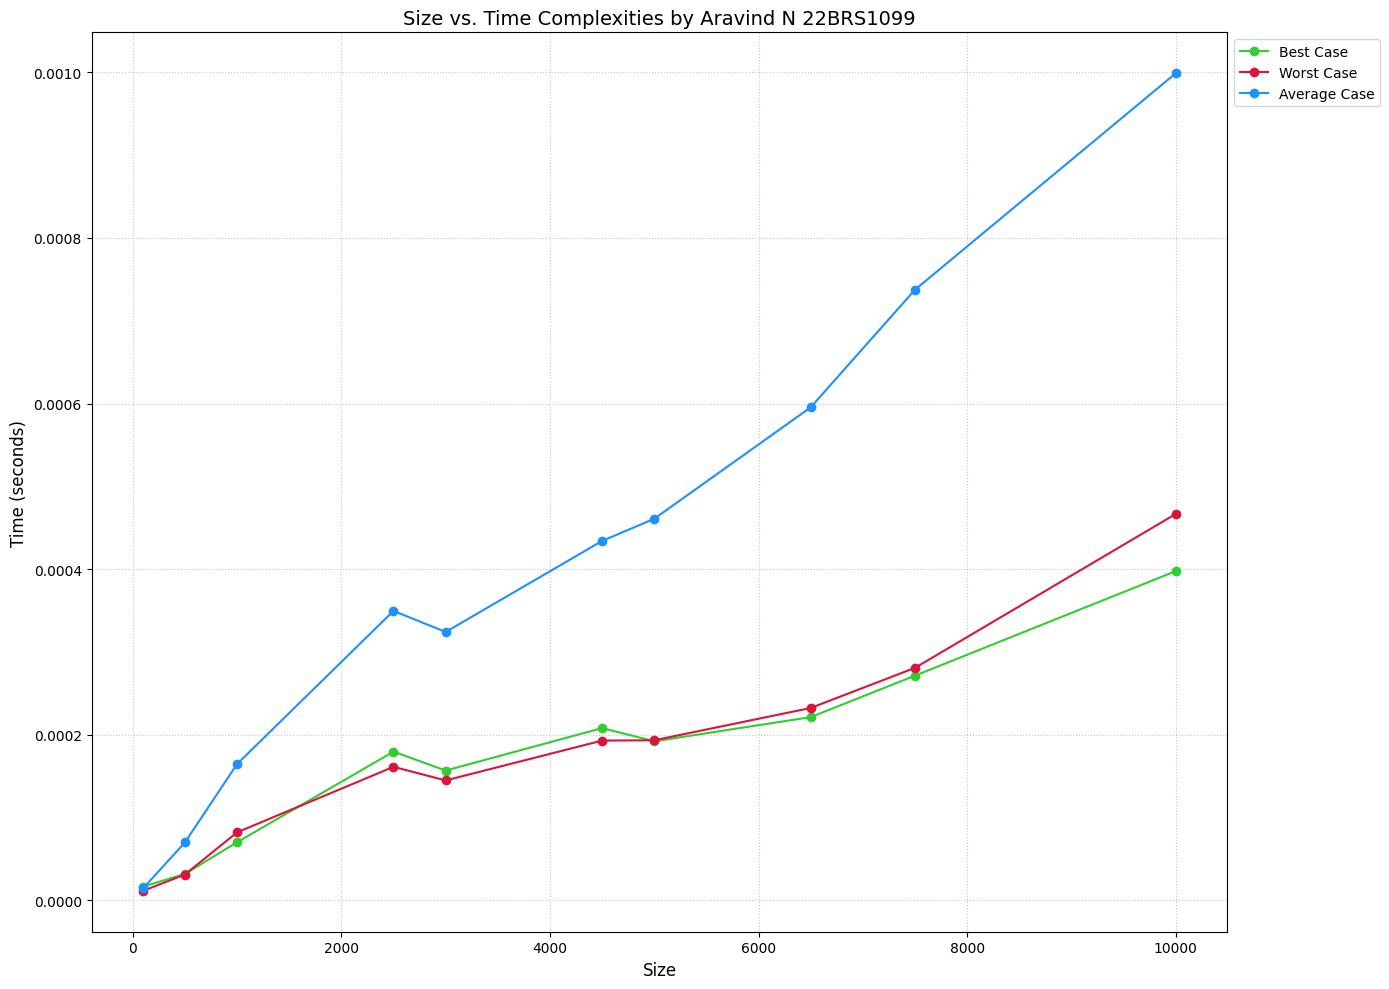 Size vs. Time Complexities by Aravind N 22BRS1099
Best Case
Worst Case
Average Case
Time (seconds)
0.0010
0.0008
0.0006
0.0004
0.0002
0.0000
0
2000
4000
6000
8000
10000
Size